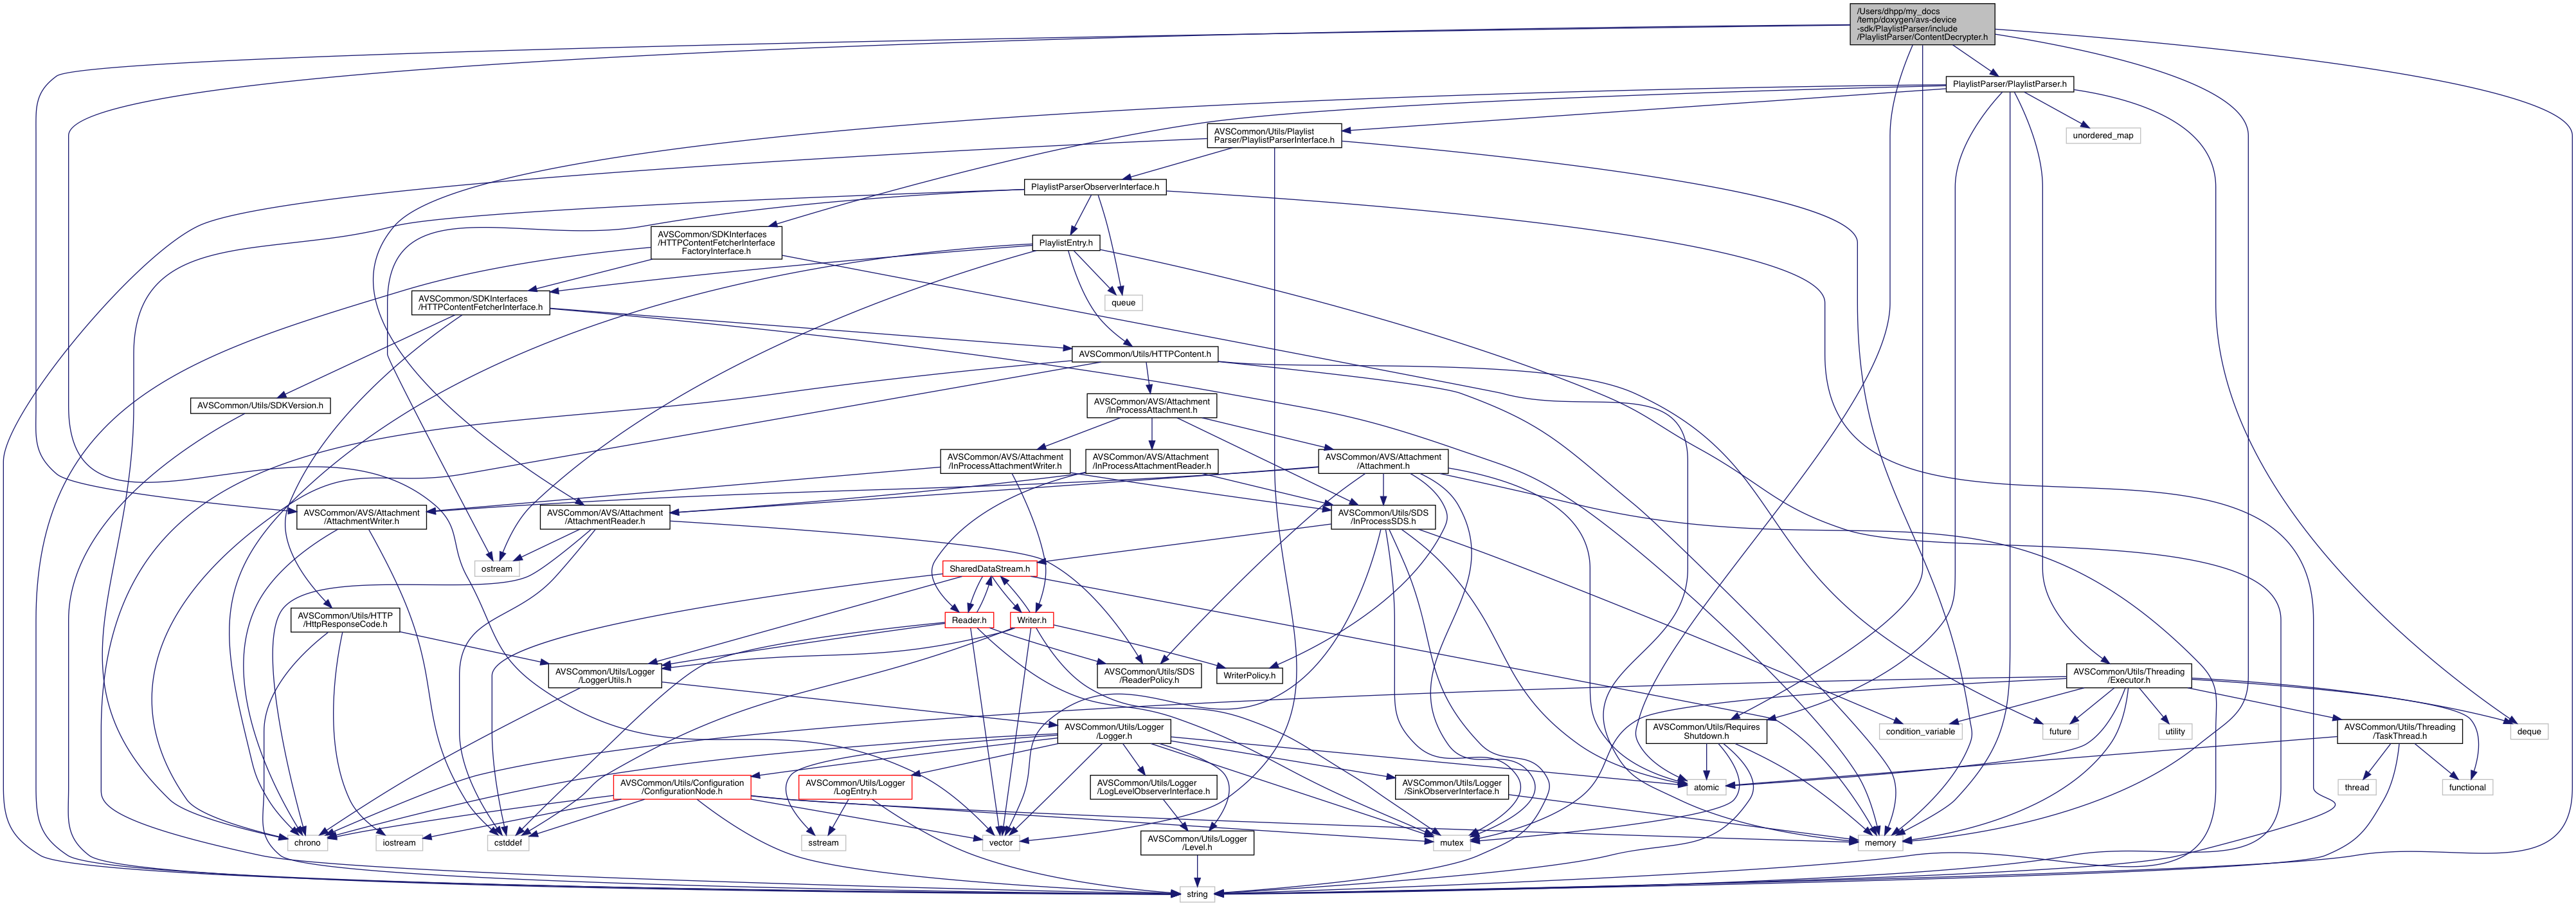 /Users/dhpp/my_docs
/temp/doxygen/avs-device
-sdk/PlaylistParser/include
/PlaylistParser/ContentDecrypter.h
PlaylistParser/PlaylistParser.h
AVSCommon/Utils/Playlist
Parser/PlaylistParserInterface.h
unordered_map
PlaylistParserObserverInterface.h
AVSCommon/SDKInterfaces
/HTTPContentFetcherInterface
FactoryInterface.h
PlaylistEntry.h
AVSCommon/SDKInterfaces
/HTTPContentFetcherInterface.h
queue
AVSCommon/Utils/HTTPContent.h
AVSCommon/Utils/SDKVersion.h
AVSCommon/AVS/Attachment
/InProcessAttachment.h
AVSCommon/AVS/Attachment
/InProcessAttachmentWriter.h
AVSCommon/AVS/Attachment
/InProcessAttachmentReader.h
AVSCommon/AVS/Attachment
/Attachment.h
AVSCommon/AVS/Attachment
/AttachmentWriter.h
AVSCommon/AVS/Attachment
/AttachmentReader.h
AVSCommon/Utils/SDS
/InProcessSDS.h
ostream
SharedDataStream.h
AVSCommon/Utils/HTTP
/HttpResponseCode.h
Reader.h
Writer.h
AVSCommon/Utils/Logger
/LoggerUtils.h
AVSCommon/Utils/SDS
/ReaderPolicy.h
WriterPolicy.h
AVSCommon/Utils/Threading
/Executor.h
AVSCommon/Utils/Logger
/Logger.h
AVSCommon/Utils/Requires
Shutdown.h
condition_variable
future
utility
AVSCommon/Utils/Threading
/TaskThread.h
deque
AVSCommon/Utils/Configuration
/ConfigurationNode.h
AVSCommon/Utils/Logger
/LogEntry.h
AVSCommon/Utils/Logger
/LogLevelObserverInterface.h
AVSCommon/Utils/Logger
/SinkObserverInterface.h
atomic
thread
functional
chrono
iostream
cstddef
sstream
vector
AVSCommon/Utils/Logger
/Level.h
mutex
memory
string